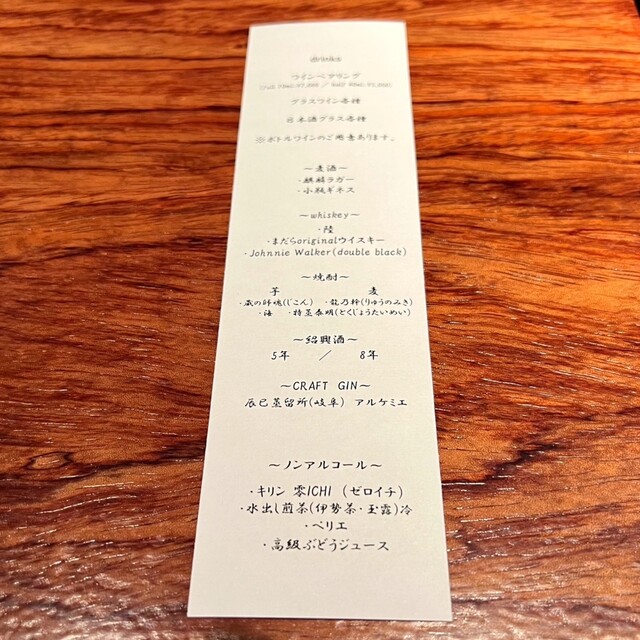 drinks
ワインペアリング
グラスワイン各種
日本酒グラス各種
※ボトルワインのご用意あります。
～麦酒～
・麒麟ラガー
・小瓶ギネス
～whiskey～
・陸
・まだらoriginalウイスキー
・Johnnie Walker(double black)
～焼酎～
芋 麦
・蔵の師魂(じこん) ・龍乃幹(りゅうのみき)
・海 ・特蒸泰明(とくじょうたいめい)
～紹興酒～
5年 ／ 8年
～CRAFT GIN～
辰巳蒸留所(岐阜) アルケミエ
～ノンアルコール～
・キリン 零ICHI (ゼロイチ)
・水出し煎茶(伊勢茶・玉露)冷
・ペリエ
・高級ぶどうジュース